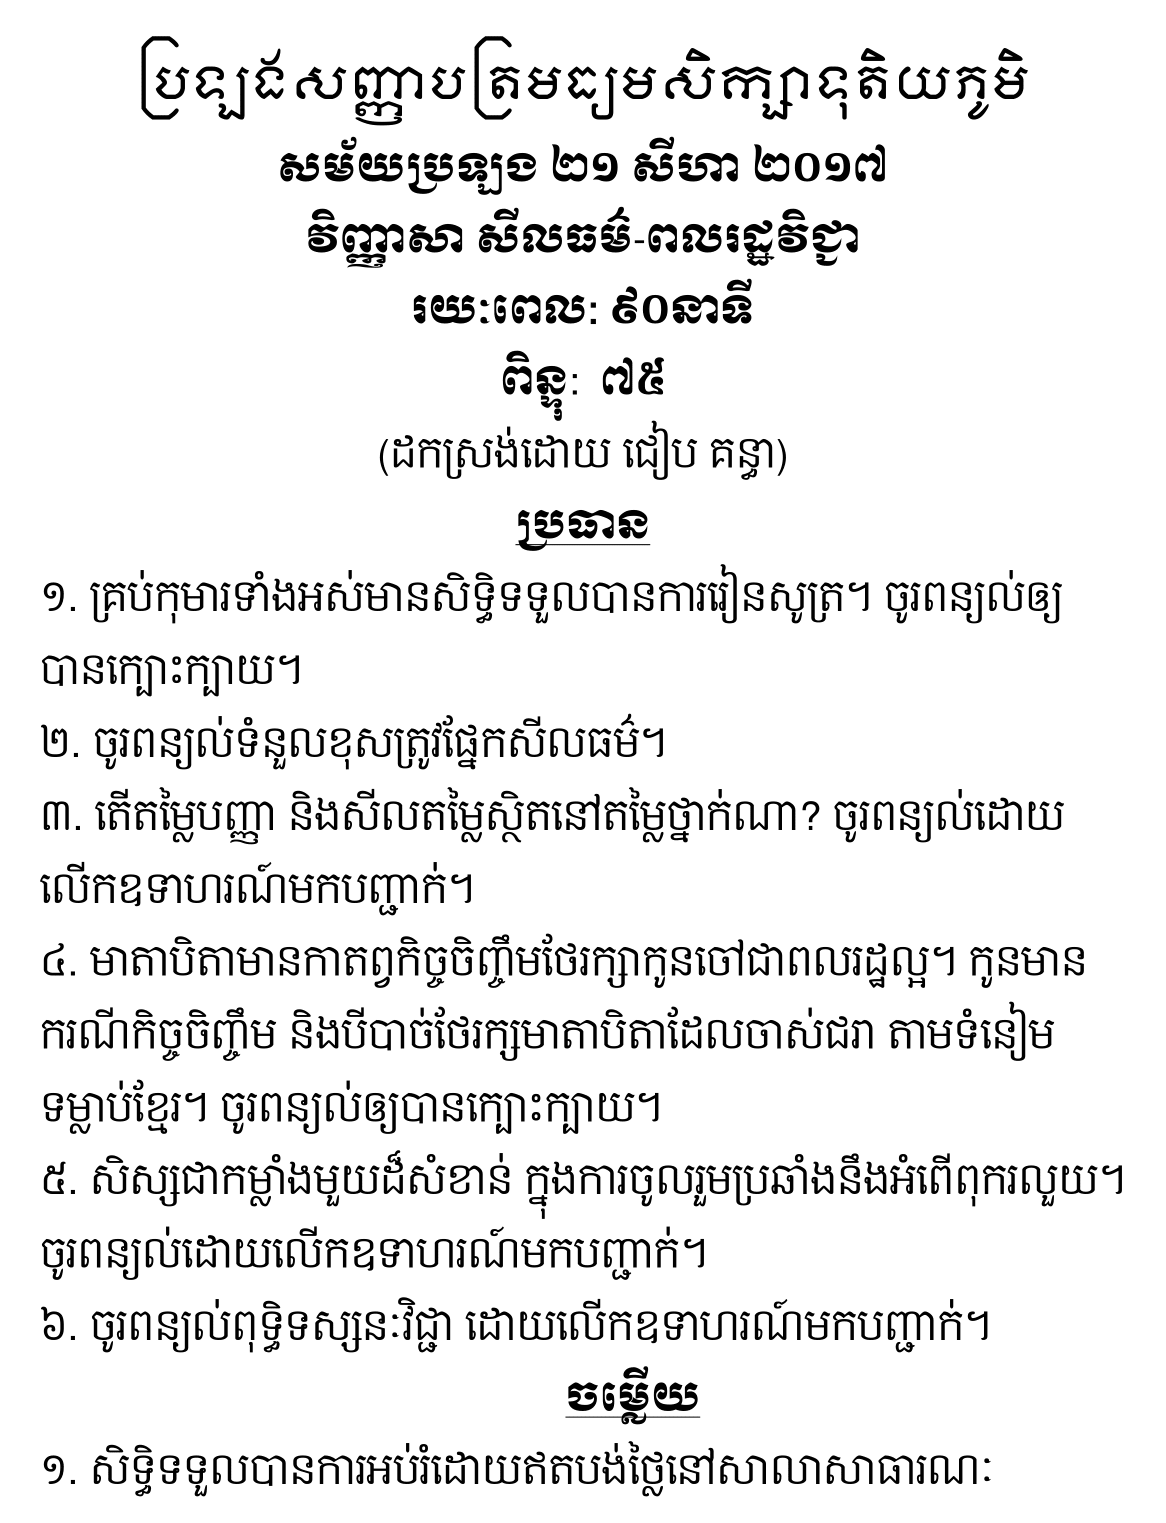 ប្រឡងសញ្ញាបត្រមធ្យមសិក្សាទុតិយភូមិ
សម័យប្រឡង ២១ សីហា ២០១៧
វិញ្ញាសា សីលធម៌-ពលរដ្ឋវិជ្ជា
រយៈពេល: ៩០នាទី
ពិន្ទុ: ៧៥
(ដកស្រង់ដោយ ជៀប គន្ធា)
ប្រធាន
១. គ្រប់កុមារទាំងអស់មានសិទ្ធិទទួលបានការរៀនសូត្រ។ ចូរពន្យល់ឲ្យ
បានក្បោះក្បាយ។
២. ចូរពន្យល់ទំនួលខុសត្រូវផ្នែកសីលធម៌។
៣. តើតម្លៃបញ្ញា និងសីលតម្លៃស្ថិតនៅតម្លៃថ្នាក់ណា? ចូរពន្យល់ដោយ
លើកឧទាហរណ៍មកបញ្ជាក់។
៤. មាតាបិតាមានកាតព្វកិច្ចចិញ្ចឹមថែរក្សាកូនចៅជាពលរដ្ឋល្អ។ កូនមាន
ករណីកិច្ចចិញ្ចឹម និងបីបាច់ថែរក្សមាតាបិតាដែលចាស់ជរា តាមទំនៀម
ទម្លាប់ខ្មែរ។ ចូរពន្យល់ឲ្យបានក្បោះក្បាយ។
៥. សិស្សជាកម្លាំងមួយដ៏សំខាន់ ក្នុងការចូលរួមប្រឆាំងនឹងអំពើពុករលួយ។
ចូរពន្យល់ដោយលើកឧទាហរណ៍មកបញ្ជាក់។
៦. ចូរពន្យល់ពុទ្ធិទស្សនៈវិជ្ជា ដោយលើកឧទាហរណ៍មកបញ្ជាក់។
ចម្លើយ
១. សិទ្ធិទទួលបានការអប់រំដោយឥតបង់ថ្លៃនៅសាលាសាធារណៈ